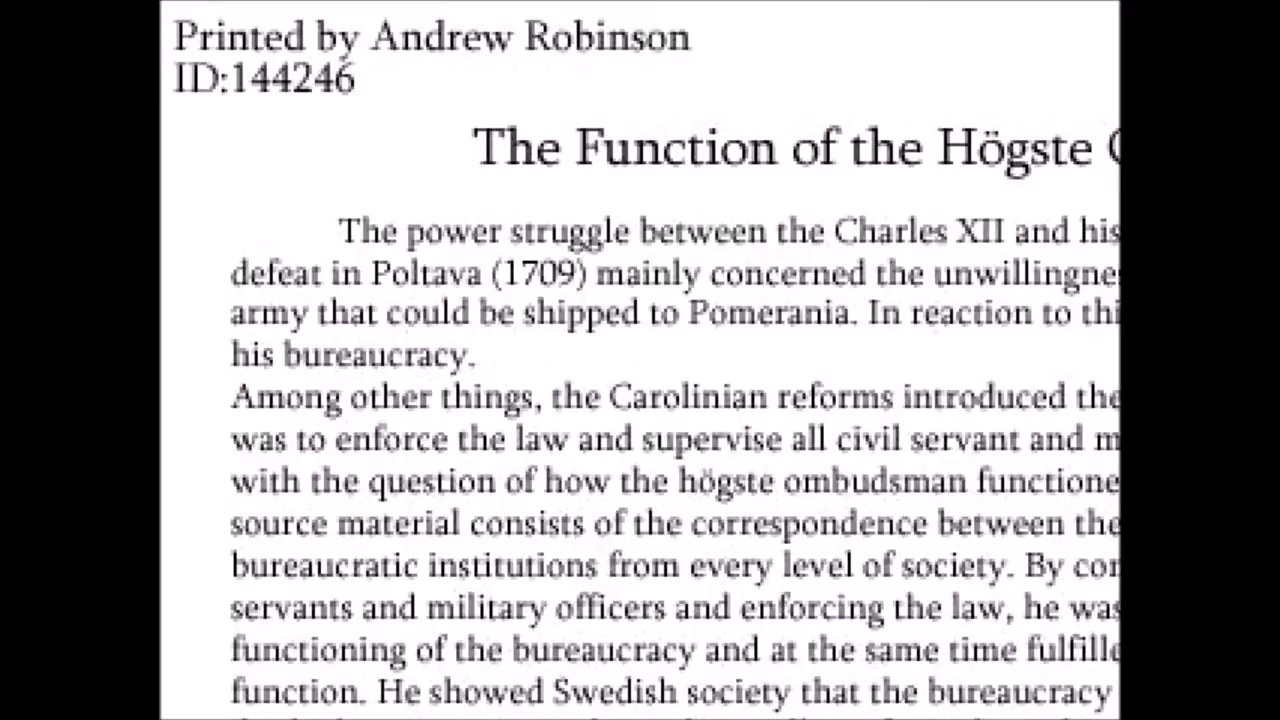 Printed by Andrew Robinson
ID:144246
The Function of the Högste
The power struggle between the Charles XII and his
defeat in Poltava (1709) mainly concerned the
army that could be shipped to Pomerania. In reaction to
his bureaucracy.
Among other things, the Carolinian reforms introduced the
was to enforce the law and supervise all civil servant and
with the question of how the högste ombudsman
source material consists of the correspondence between the
bureaucratic institutions from every level of society. By
servants and military officers and enforcing the law, he was
functioning of the bureaucracy and at the same time
function. He showed Swedish society that the bureaucracy